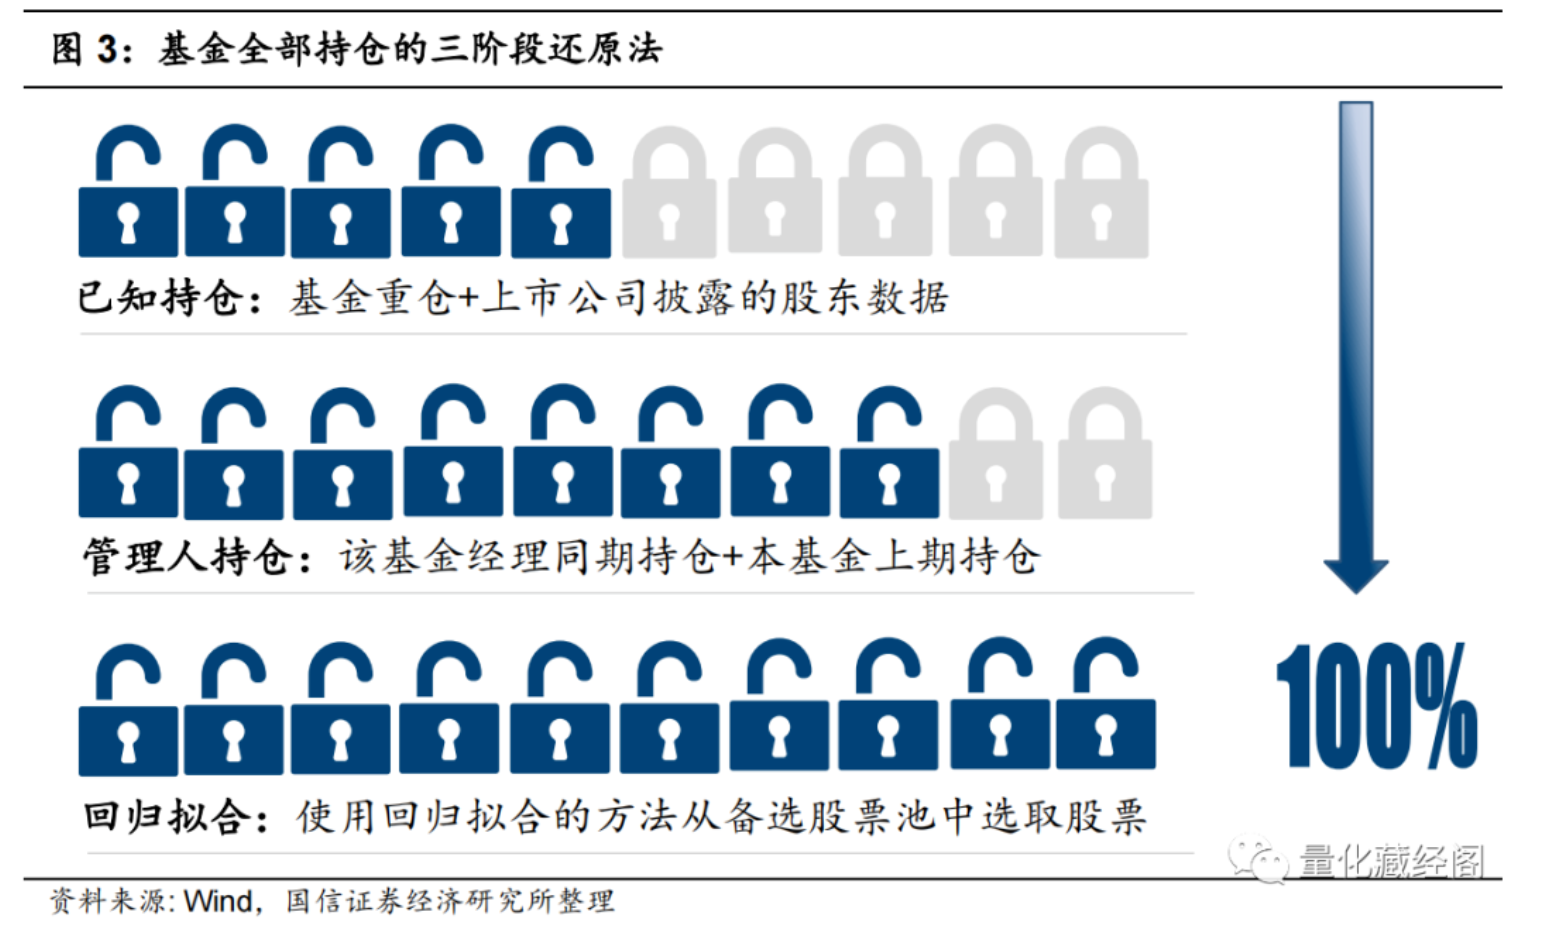 图 3：基金全部持仓的三阶段还原法
已知持仓：基金重仓+上市公司披露的股东数据
管理人持仓：该基金经理同期持仓+本基金上期持仓
100%
回归拟合：使用回归拟合的方法从备选股票池中选取股票
量化藏经阁
资料来源: Wind，国信证券经济研究所整理